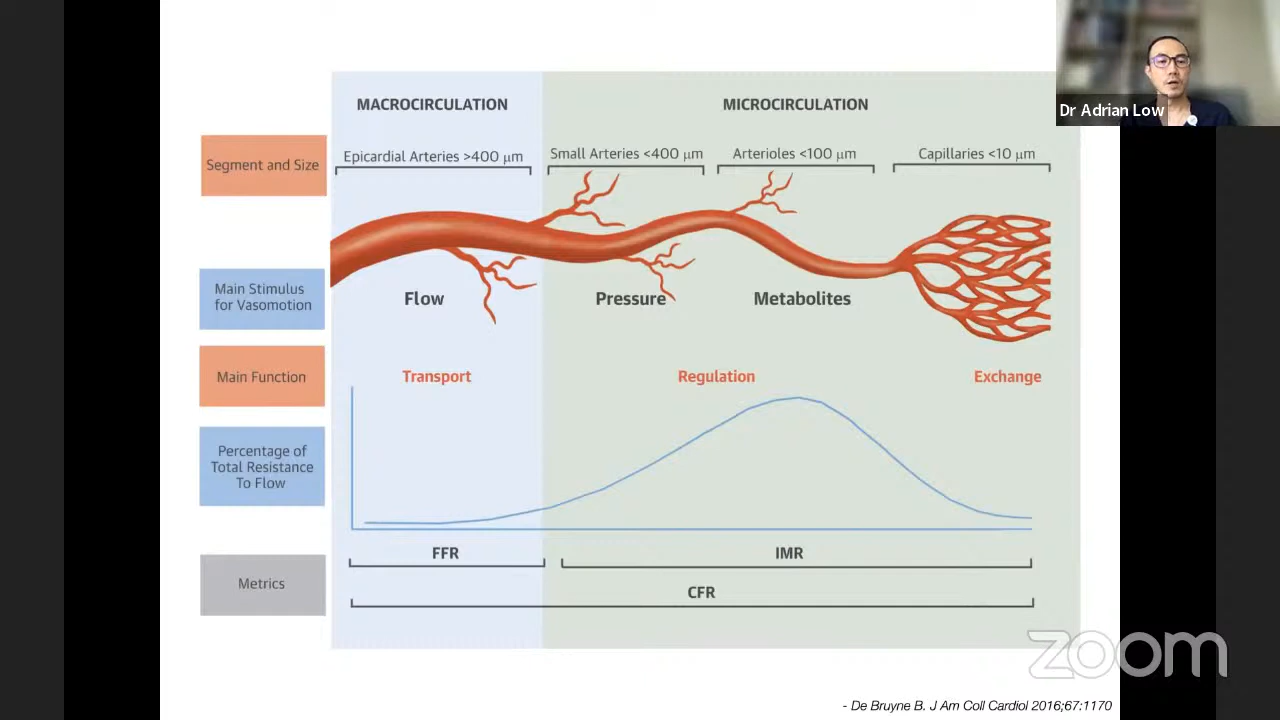 Dr Adrian Low
MACROCIRCULATION
MICROCIRCULATION
Segment and Size
Epicardial Arteries >400 μm
Small Arteries <400 μm
Arterioles <100 μm
Capillaries <10 μm
Main Stimulus
for Vasomotion
Flow
Pressure
Metabolites
Main Function
Transport
Regulation
Exchange
Percentage of
Total Resistance
To Flow
Metrics
FFR
IMR
CFR
zoom
- De Bruyne B. J Am Coll Cardiol 2016;67:1170